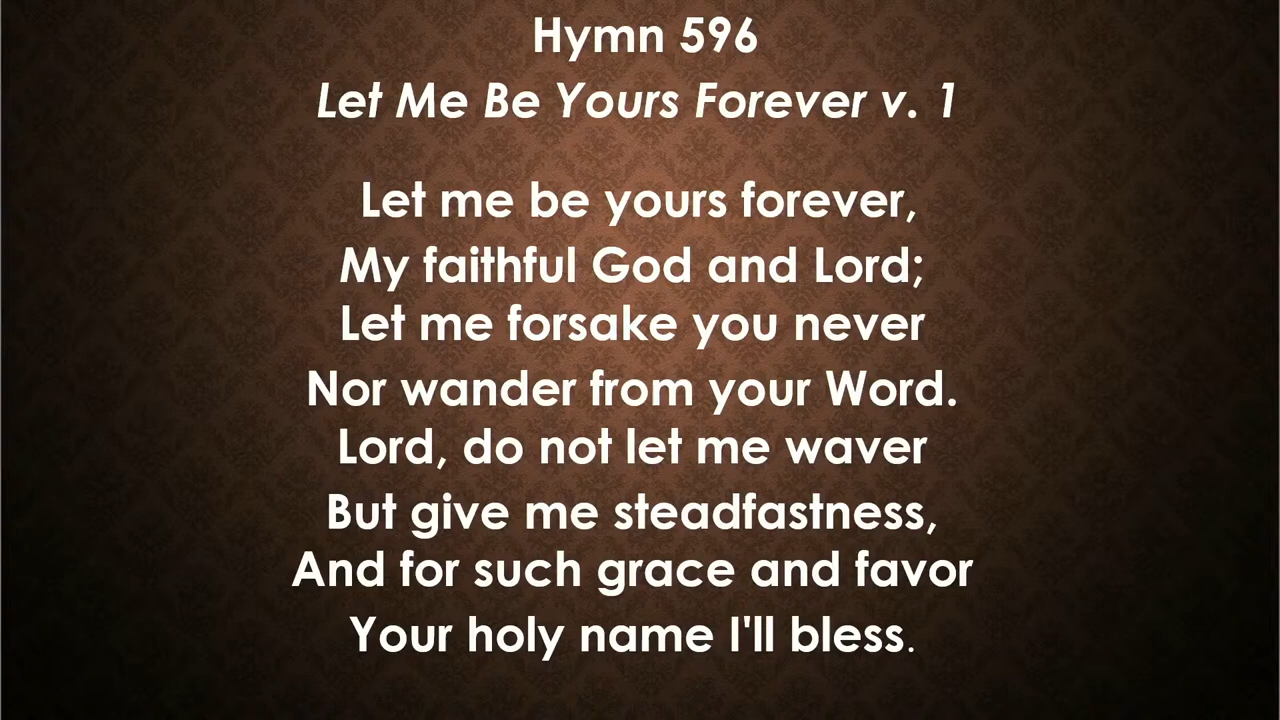 Hymn 596
Let Me Be Yours Forever v. 1
Let me be yours forever,
My faithful God and Lord;
Let me forsake you never
Nor wander from your Word.
Lord, do not let me waver
But give me steadfastness,
And for such grace and favor
Your holy name I'll bless.